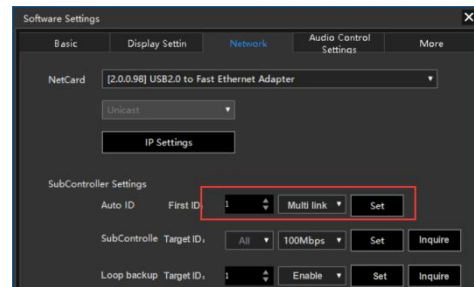 Software Settings
Basic Display Settin Network Audio Control Settings More
NetCard [2.0.0.98] USB2.0 to Fast Ethernet Adapter
Unicast
IP Settings
SubController Settings
Auto ID First ID: 1 Multi link Set
SubControlle Target ID: All 100Mbps Set Inquire
Loop backup Target ID: 1 Enable Set Inquire